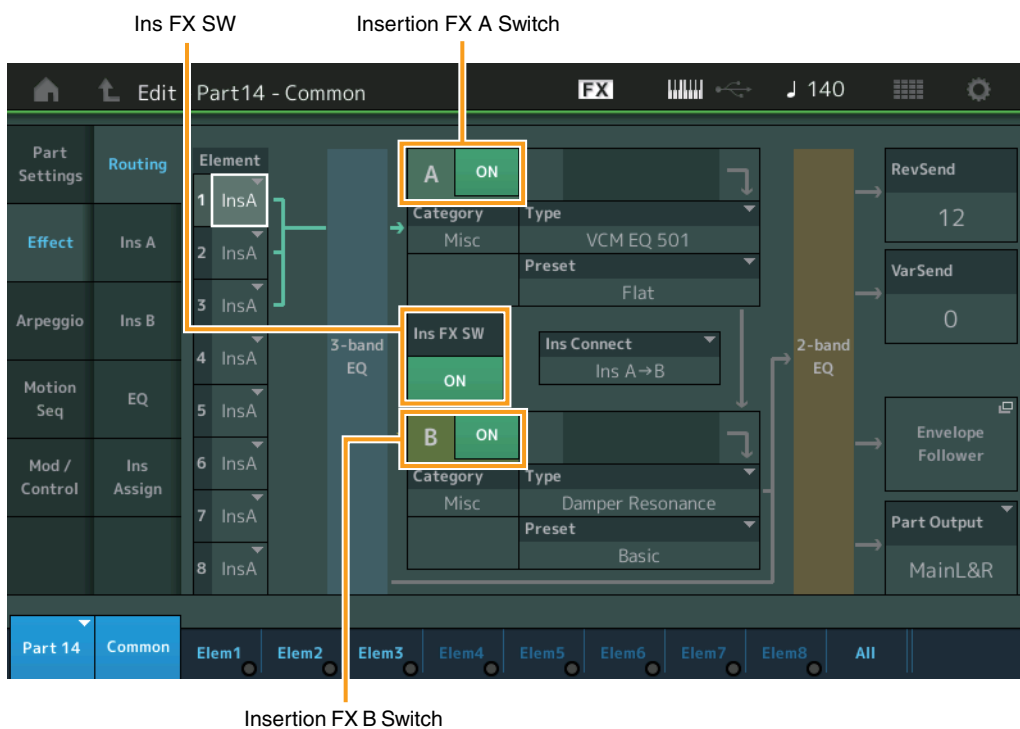 Ins FX SW
Insertion FX A Switch
Edit Part14 - Common
FX
♩ 140
Part Settings
Effect
Arpeggio
Motion Seq
Mod / Control
Routing
Ins A
Ins B
EQ
Ins Assign
Element
1 InsA
2 InsA
3 InsA
4 InsA
5 InsA
6 InsA
7 InsA
8 InsA
3-band EQ
A ON
Category
Misc
Type
VCM EQ 501
Preset
Flat
Ins FX SW
ON
Ins Connect
Ins A→B
B ON
Category
Misc
Type
Damper Resonance
Preset
Basic
2-band EQ
RevSend
12
VarSend
0
Envelope Follower
Part Output
MainL&R
Part 14
Common
Elem1
Elem2
Elem3
Elem4
Elem5
Elem6
Elem7
Elem8
All
Insertion FX B Switch